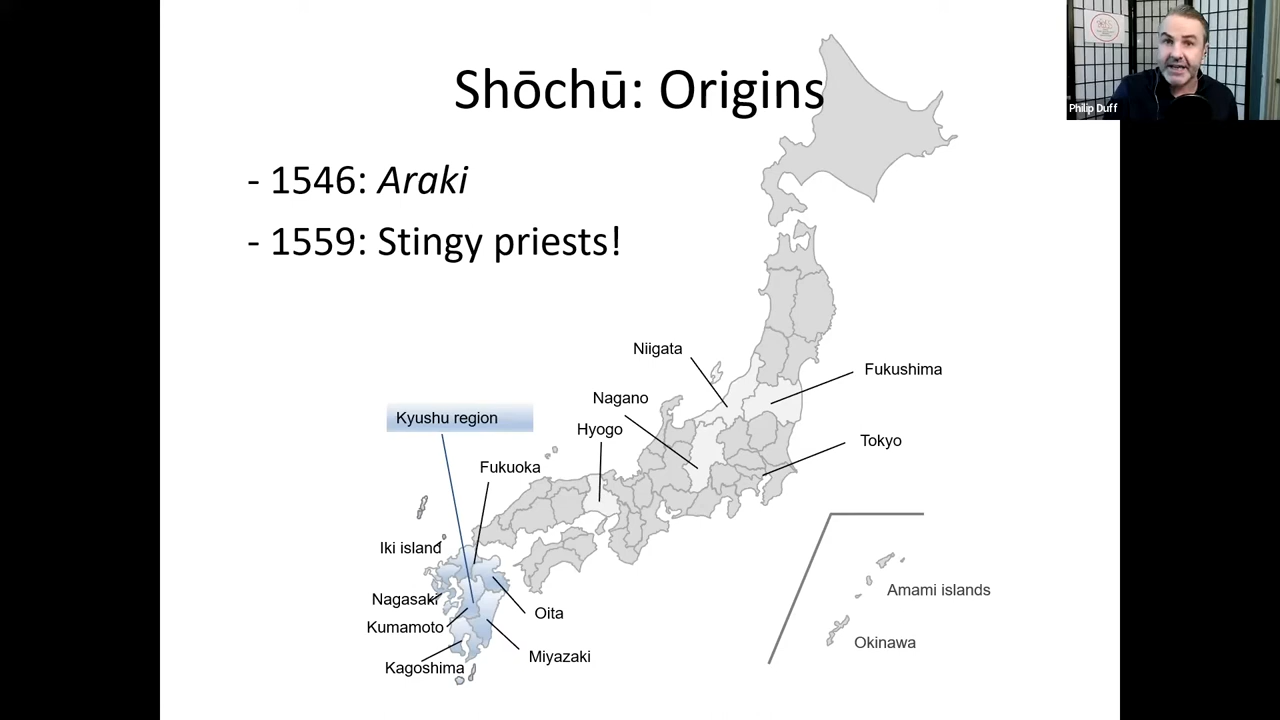 Shōchū: Origins
- 1546: Araki
- 1559: Stingy priests!
Philip Duff
Niigata
Fukushima
Nagano
Kyushu region
Hyogo
Tokyo
Fukuoka
Iki island
Amami islands
Nagasaki
Oita
Kumamoto
Okinawa
Miyazaki
Kagoshima